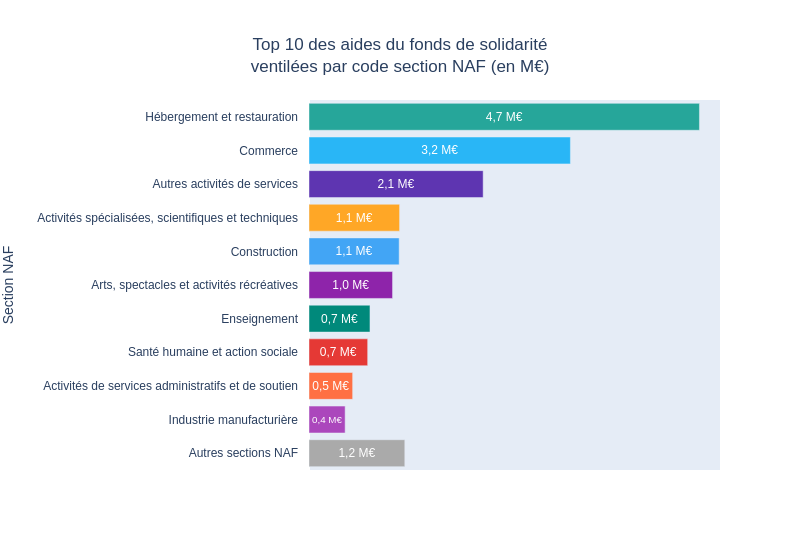 Top 10 des aides du fonds de solidarité
ventilées par code section NAF (en M€)
Section NAF
Hébergement et restauration 4,7 M€
Commerce 3,2 M€
Autres activités de services 2,1 M€
Activités spécialisées, scientifiques et techniques 1,1 M€
Construction 1,1 M€
Arts, spectacles et activités récréatives 1,0 M€
Enseignement 0,7 M€
Santé humaine et action sociale 0,7 M€
Activités de services administratifs et de soutien 0,5 M€
Industrie manufacturière 0,4 M€
Autres sections NAF 1,2 M€